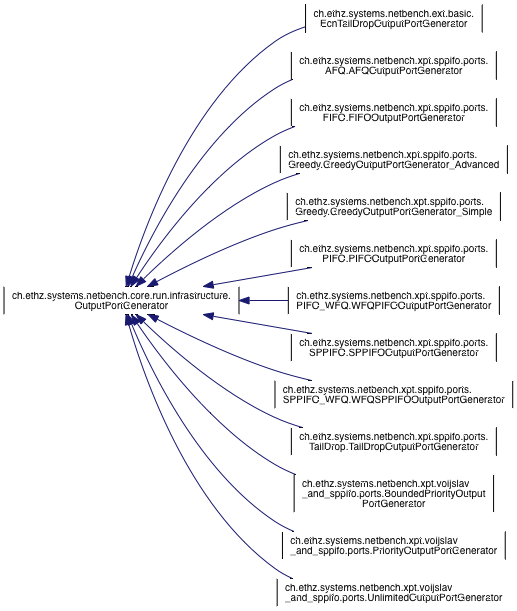 ch.ethz.systems.netbench.ext.basic.
EcnTailDropOutputPortGenerator
ch.ethz.systems.netbench.xpt.sppifo.ports.
AFQ.AFQOutputPortGenerator
ch.ethz.systems.netbench.xpt.sppifo.ports.
FIFO.FIFOOutputPortGenerator
ch.ethz.systems.netbench.xpt.sppifo.ports.
Greedy.GreedyOutputPortGenerator_Advanced
ch.ethz.systems.netbench.xpt.sppifo.ports.
Greedy.GreedyOutputPortGenerator_Simple
ch.ethz.systems.netbench.xpt.sppifo.ports.
PIFO.PIFOOutputPortGenerator
ch.ethz.systems.netbench.core.run.infrastructure.
OutputPortGenerator
ch.ethz.systems.netbench.xpt.sppifo.ports.
PIFO_WFQ.WFQPIFOOutputPortGenerator
ch.ethz.systems.netbench.xpt.sppifo.ports.
SPPIFO.SPPIFOOutputPortGenerator
ch.ethz.systems.netbench.xpt.sppifo.ports.
SPPIFO_WFQ.WFQSPPIFOOutputPortGenerator
ch.ethz.systems.netbench.xpt.sppifo.ports.
TailDrop.TailDropOutputPortGenerator
ch.ethz.systems.netbench.xpt.voijslav
_and_sppifo.ports.BoundedPriorityOutput
PortGenerator
ch.ethz.systems.netbench.xpt.voijslav
_and_sppifo.ports.PriorityOutputPortGenerator
ch.ethz.systems.netbench.xpt.voijslav
_and_sppifo.ports.UnlimitedOutputPortGenerator